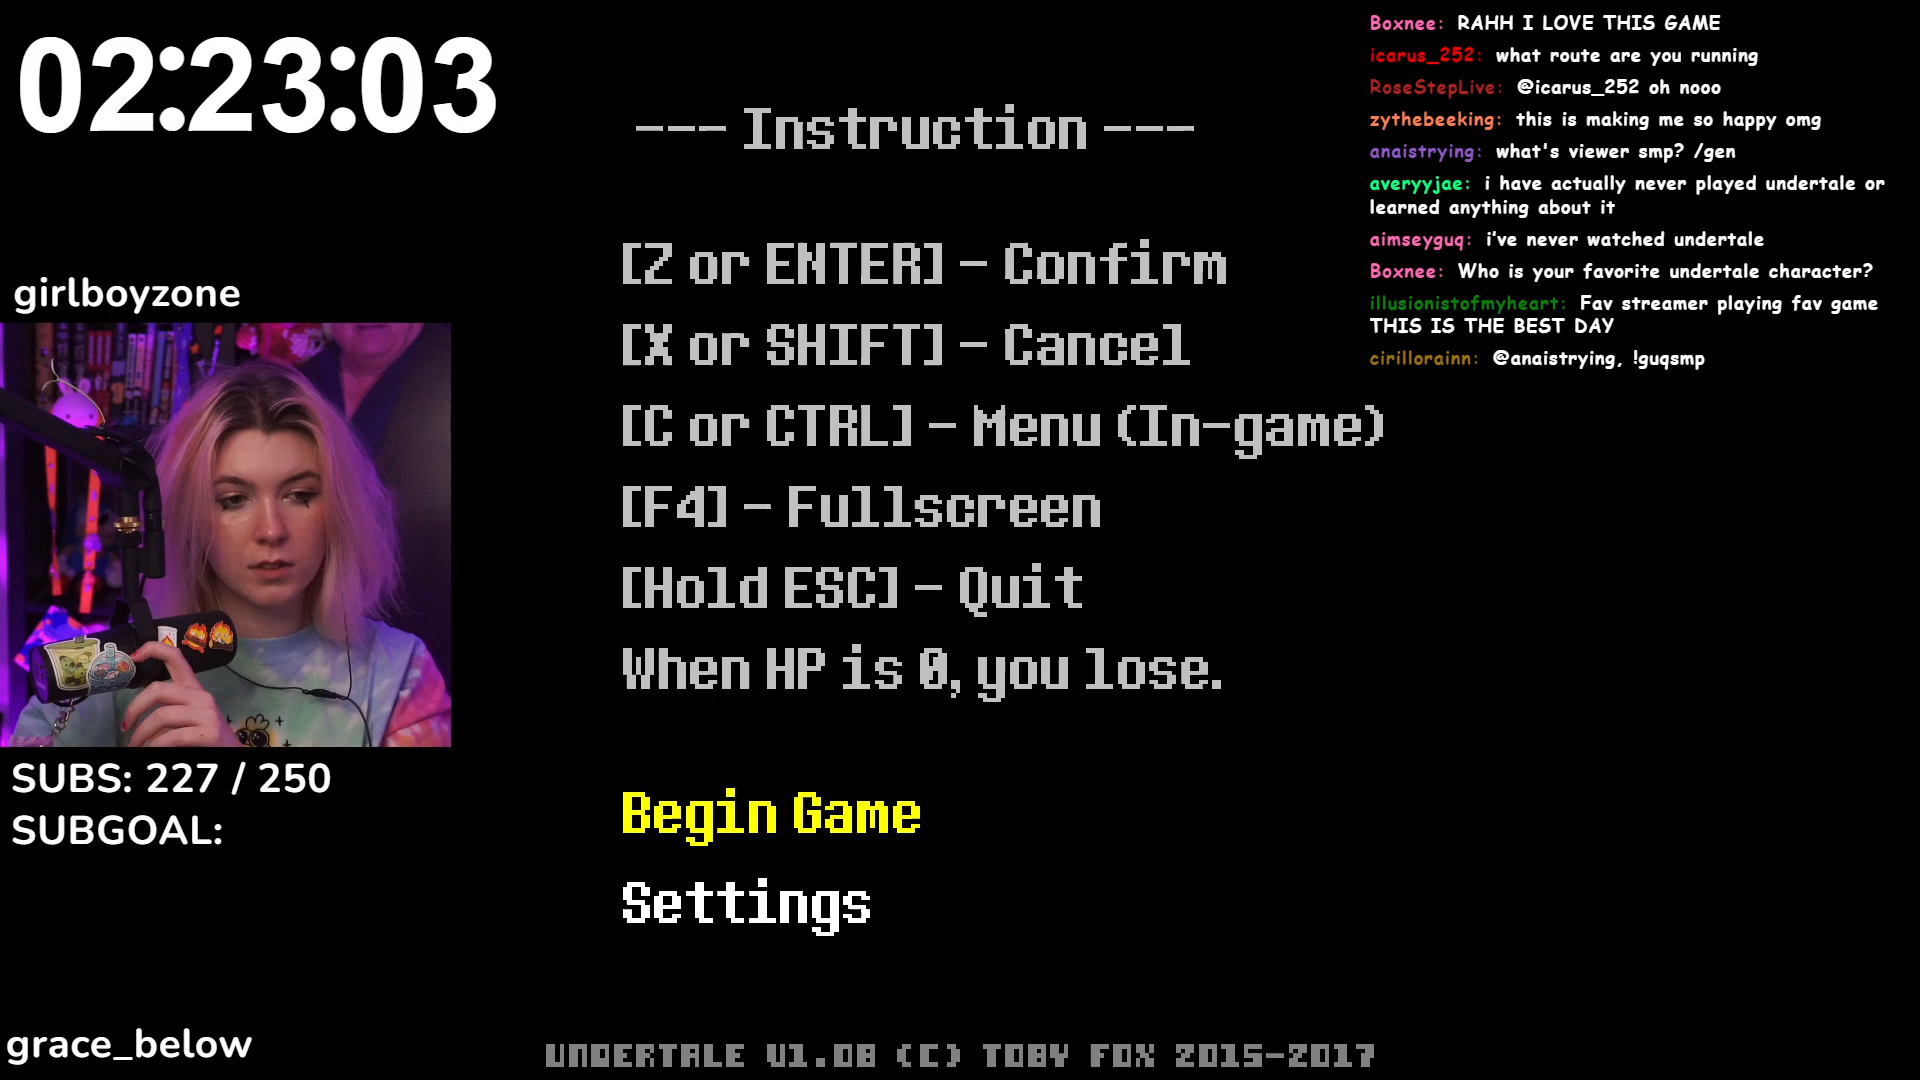 02:23:03
girlboyzone
SUBS: 227 / 250
SUBGOAL:
grace_below
--- Instruction ---
[Z or ENTER] - Confirm
[X or SHIFT] - Cancel
[C or CTRL] - Menu (In-game)
[F4] - Fullscreen
[Hold ESC] - Quit
When HP is 0, you lose.
Begin Game
Settings
UNDERTALE V1.08 (C) TOBY FOX 2015-2017
Boxnee: RAHH I LOVE THIS GAME
icarus_252: what route are you running
RoseStepLive: @icarus_252 oh nooo
zythebeeking: this is making me so happy omg
anaistrying: what's viewer smp? /gen
averyyjae: i have actually never played undertale or
learned anything about it
aimseyguq: i've never watched undertale
Boxnee: Who is your favorite undertale character?
illusionistofmyheart: Fav streamer playing fav game
THIS IS THE BEST DAY
cirillorainn: @anaistrying, !guqsmp